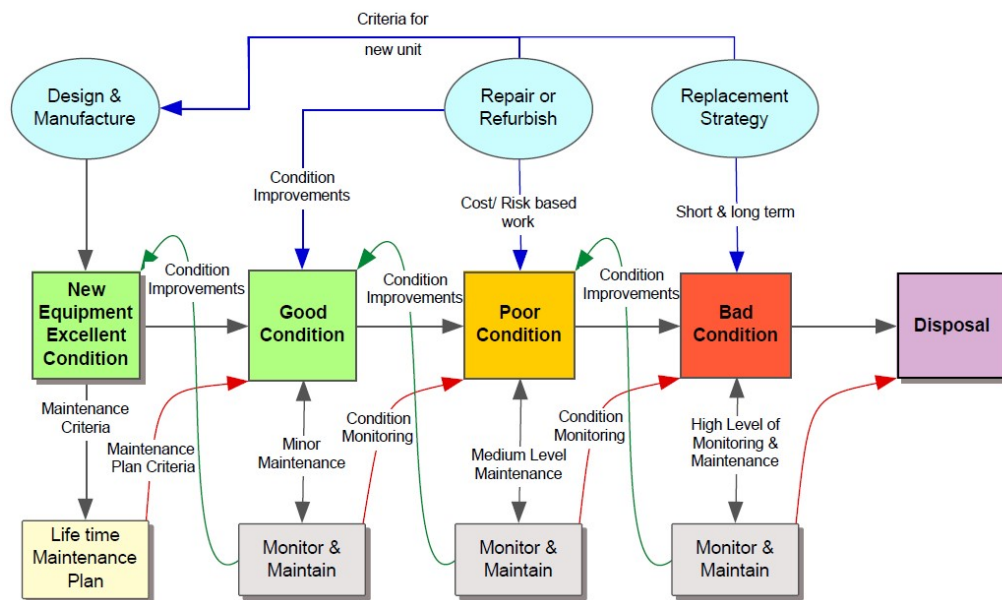 Criteria for
new unit
Design &
Manufacture
Repair or
Refurbish
Replacement
Strategy
Condition
Improvements
Cost/ Risk based
work
Short & long term
New
Equipment
Excellent
Condition
Condition
Improvements
Good
Condition
Condition
Improvements
Poor
Condition
Condition
Improvements
Bad
Condition
Disposal
Maintenance
Criteria
Maintenance
Plan Criteria
Minor
Maintenance
Condition
Monitoring
Medium Level
Maintenance
Condition
Monitoring
High Level of
Monitoring &
Maintenance
Life time
Maintenance
Plan
Monitor &
Maintain
Monitor &
Maintain
Monitor &
Maintain